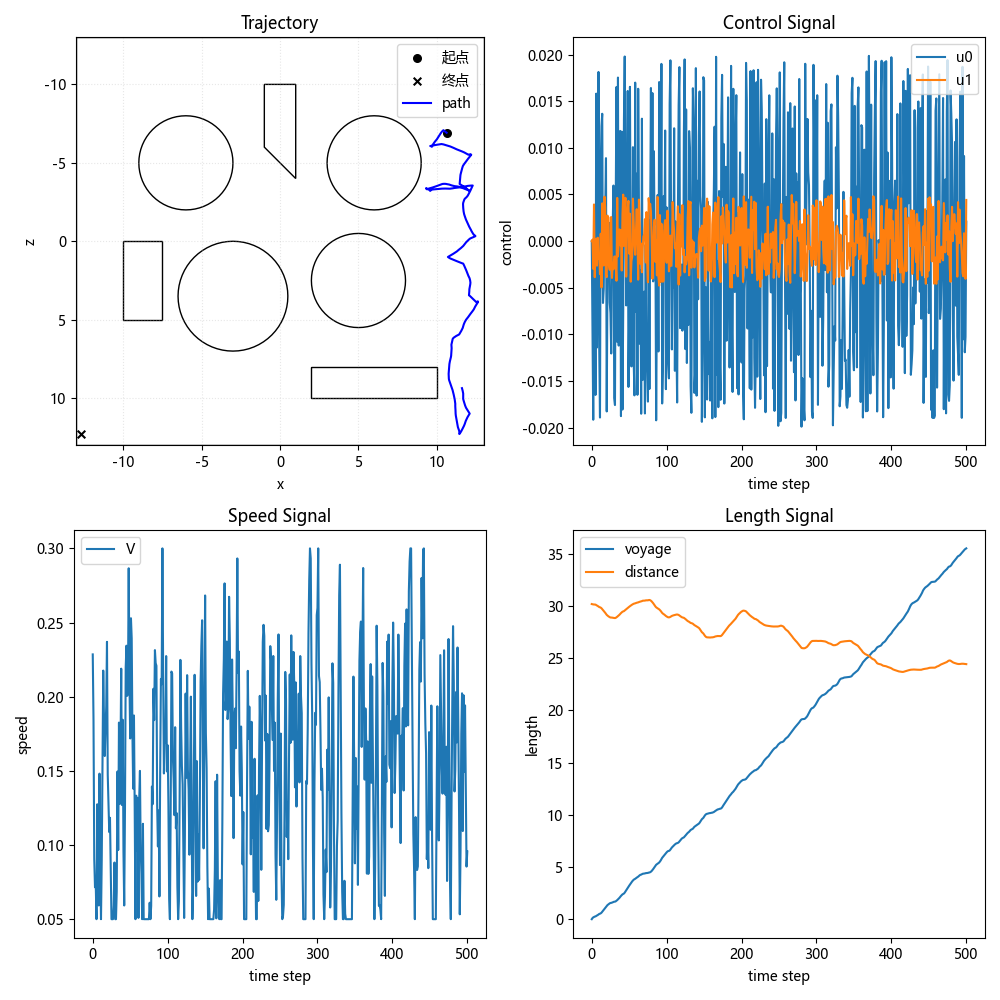 Trajectory
起点
终点
path
-10
-5
0
5
10
z
-10
-5
0
5
10
x
Control Signal
u0
u1
0.020
0.015
0.010
0.005
0.000
-0.005
-0.010
-0.015
-0.020
control
0
100
200
300
400
500
time step
Speed Signal
V
0.30
0.25
0.20
0.15
0.10
0.05
speed
0
100
200
300
400
500
time step
Length Signal
voyage
distance
35
30
25
20
15
10
5
0
length
0
100
200
300
400
500
time step